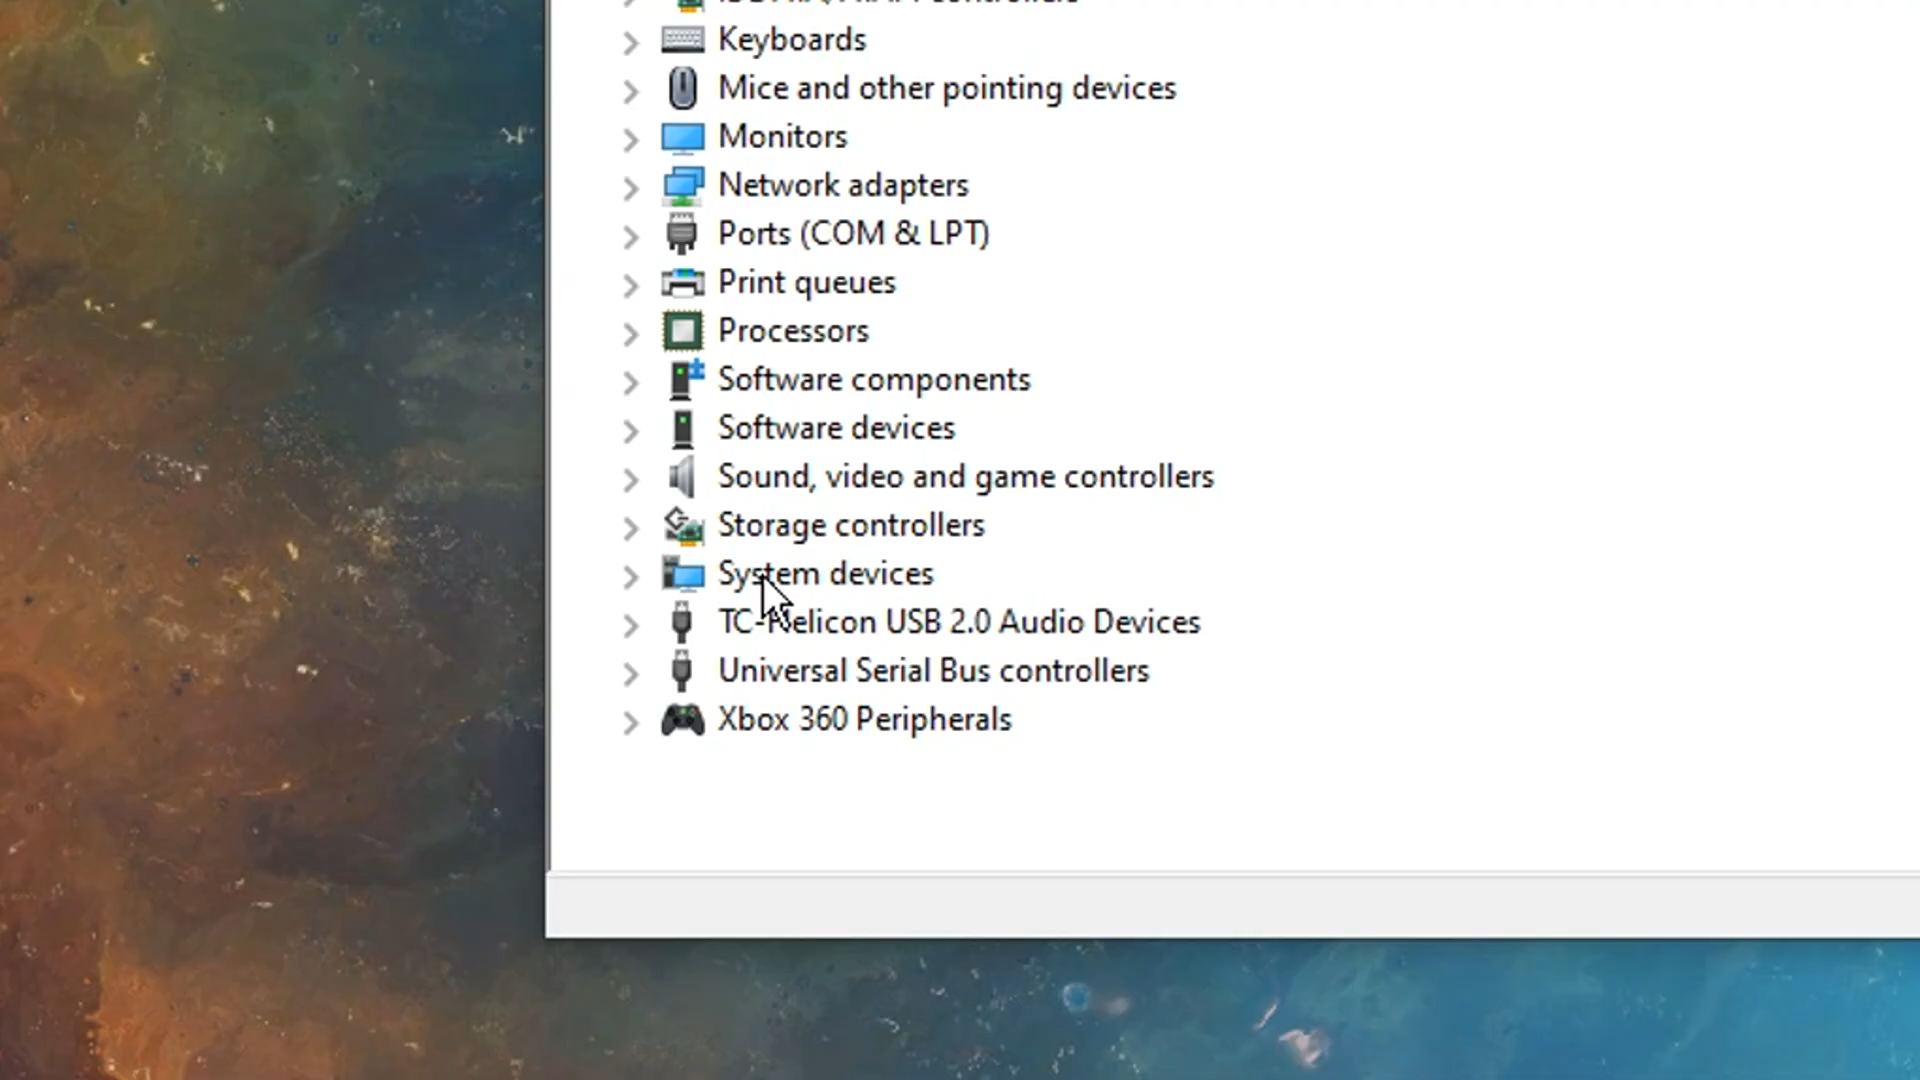 controllers
Keyboards
Mice and other pointing devices
Monitors
Network adapters
Ports (COM & LPT)
Print queues
Processors
Software components
Software devices
Sound, video and game controllers
Storage controllers
System devices
TC-Helicon USB 2.0 Audio Devices
Universal Serial Bus controllers
Xbox 360 Peripherals